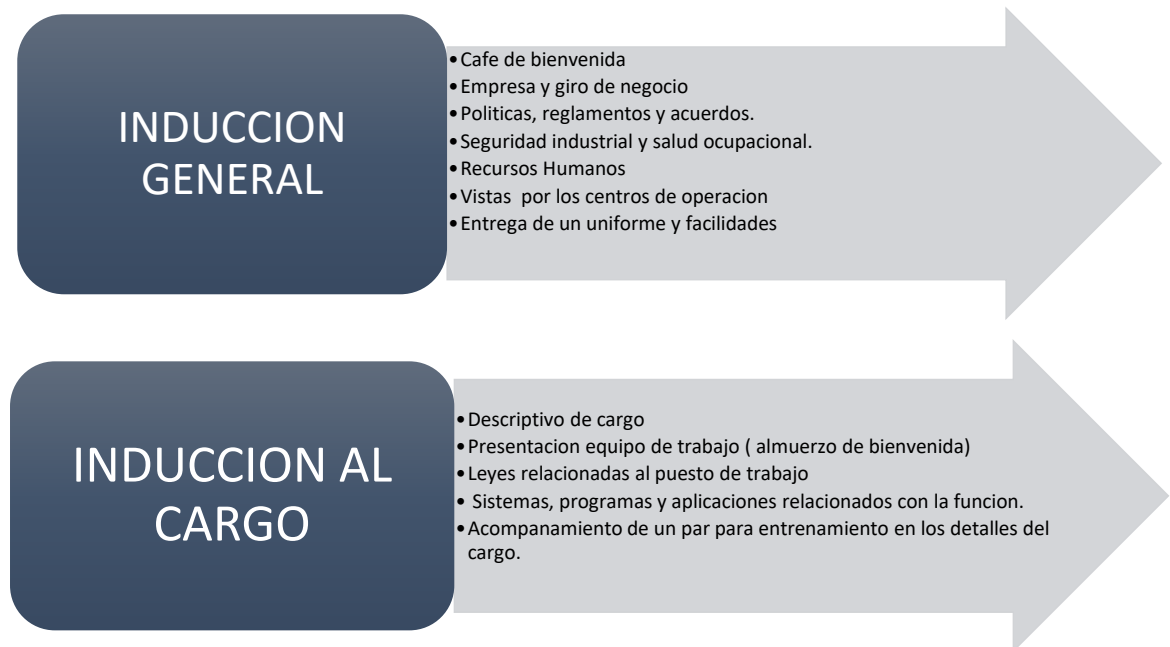 INDUCCION
GENERAL
•Cafe de bienvenida
•Empresa y giro de negocio
•Politicas, reglamentos y acuerdos.
•Seguridad industrial y salud ocupacional.
•Recursos Humanos
•Vistas por los centros de operacion
•Entrega de un uniforme y facilidades
INDUCCION AL
CARGO
•Descriptivo de cargo
•Presentacion equipo de trabajo ( almuerzo de bienvenida)
•Leyes relacionadas al puesto de trabajo
• Sistemas, programas y aplicaciones relacionados con la funcion.
•Acompanamiento de un par para entrenamiento en los detalles del
cargo.